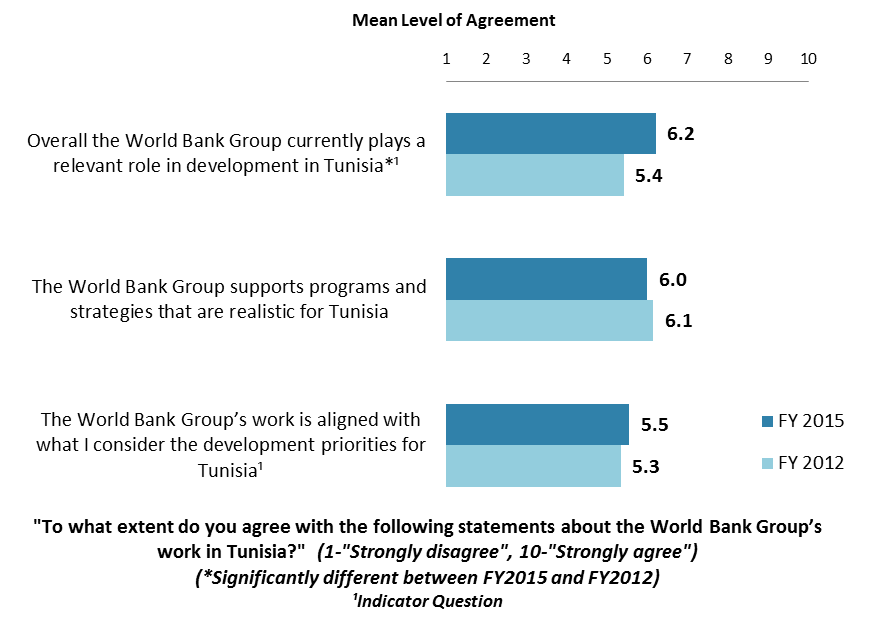 Mean Level of Agreement
1 2 3 4 5 6 7 8 9 10
Overall the World Bank Group currently plays a
relevant role in development in Tunisia*¹
6.2
5.4
The World Bank Group supports programs and
strategies that are realistic for Tunisia
6.0
6.1
The World Bank Group’s work is aligned with
what I consider the development priorities for
Tunisia¹
5.5
5.3
FY 2015
FY 2012
"To what extent do you agree with the following statements about the World Bank Group’s
work in Tunisia?" (1-"Strongly disagree", 10-"Strongly agree")
(*Significantly different between FY2015 and FY2012)
¹Indicator Question